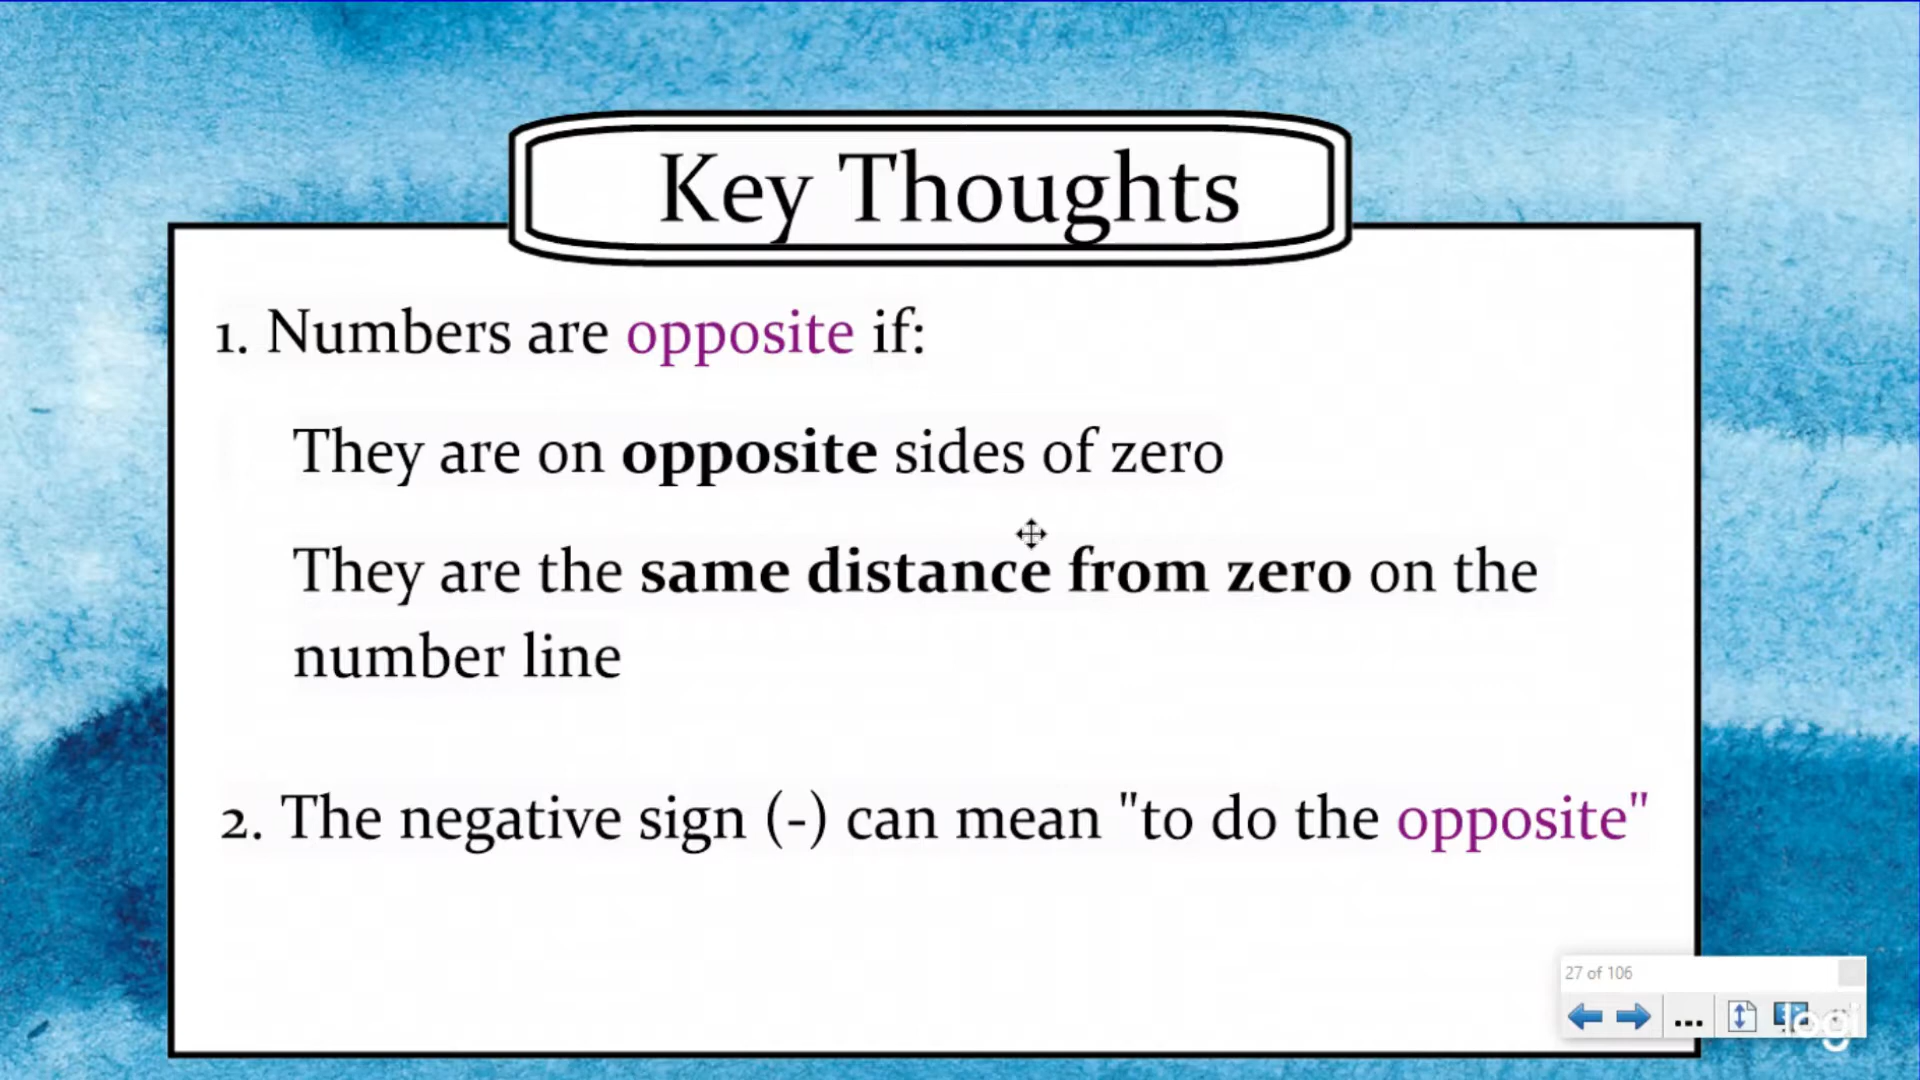 Key Thoughts
1. Numbers are opposite if:
They are on opposite sides of zero
They are the same distance from zero on the
number line
2. The negative sign (-) can mean "to do the opposite"
27 of 106
...
logi